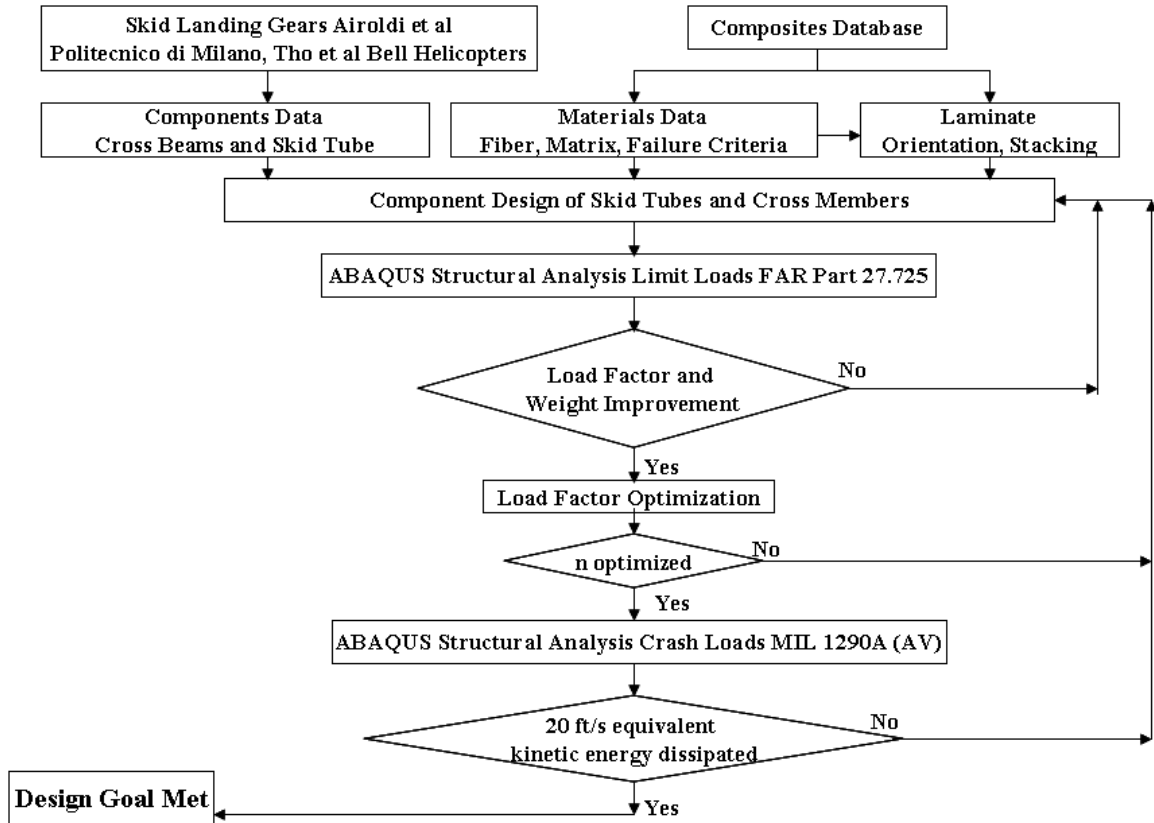 Skid Landing Gears Airoldi et al
Politecnico di Milano, Tho et al Bell Helicopters
Composites Database
Components Data
Cross Beams and Skid Tube
Materials Data
Fiber, Matrix, Failure Criteria
Laminate
Orientation, Stacking
Component Design of Skid Tubes and Cross Members
ABAQUS Structural Analysis Limit Loads FAR Part 27.725
Load Factor and
Weight Improvement
No
Yes
Load Factor Optimization
n optimized
No
Yes
ABAQUS Structural Analysis Crash Loads MIL 1290A (AV)
20 ft/s equivalent
kinetic energy dissipated
No
Yes
Design Goal Met